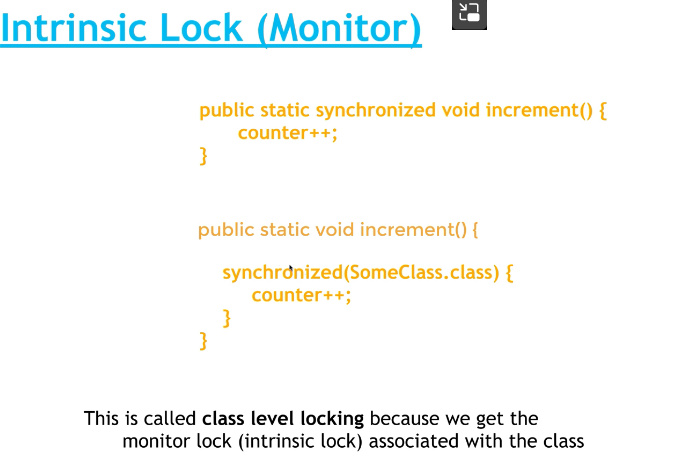 Intrinsic Lock (Monitor)
public static synchronized void increment() {
counter++;
}
public static void increment() {
synchronized(SomeClass.class) {
counter++;
}
}
This is called class level locking because we get the
monitor lock (intrinsic lock) associated with the class